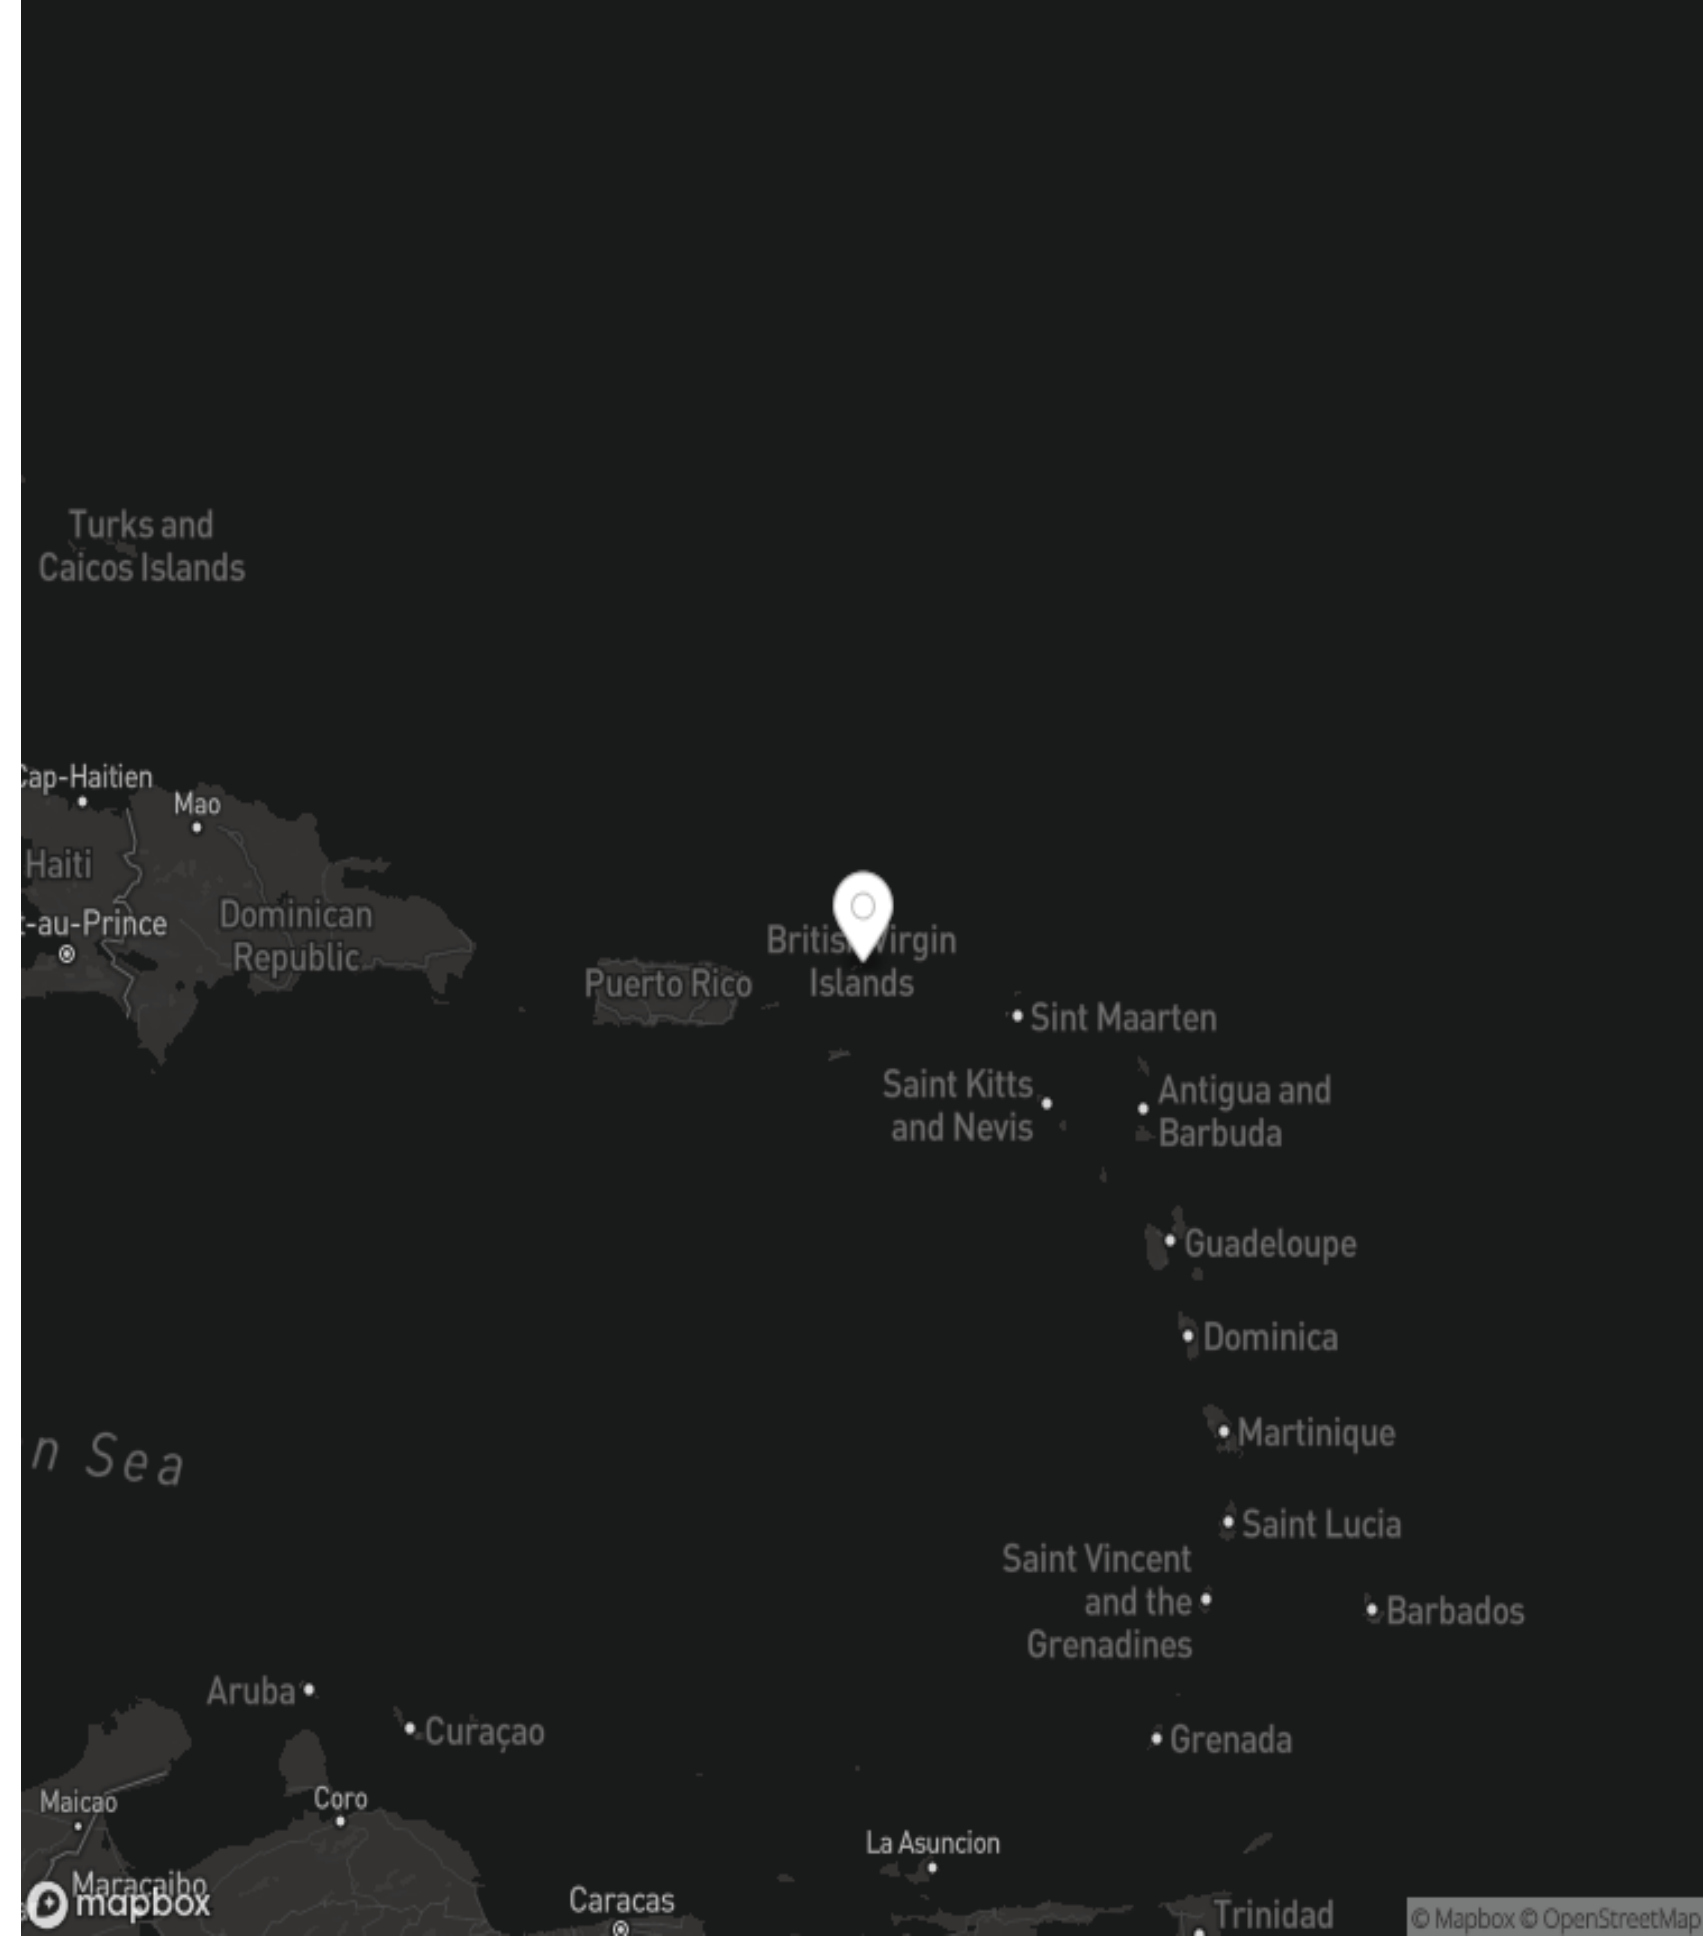 Turks and
Caicos Islands
Cap-Haitien
Mao
Haiti
t-au-Prince
Dominican
Republic
British Virgin
Islands
Puerto Rico
Sint Maarten
Saint Kitts
and Nevis
Antigua and
Barbuda
Guadeloupe
Dominica
Martinique
n Sea
Saint Lucia
Saint Vincent
and the
Grenadines
Barbados
Aruba
Curaçao
Grenada
Maicao
Coro
La Asuncion
Maracaibo
mapbox
Caracas
Trinidad
© Mapbox © OpenStreetMap